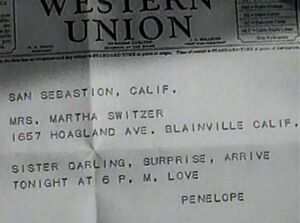 WESTERN
UNION
SAN SEBASTION, CALIF.
MRS. MARTHA SWITZER
1657 HOAGLAND AVE. BLAINVILLE CALIF.
SISTER DARLING, SURPRISE, ARRIVE
TONIGHT AT 6 P. M. LOVE
PENELOPE